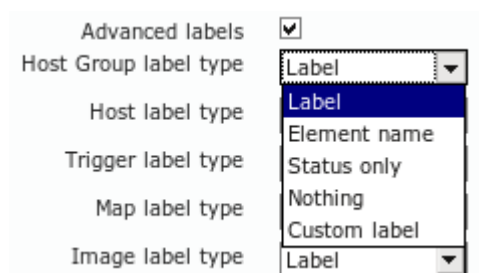 Advanced labels
Host Group label type Label
Label
Host label type
Element name
Trigger label type Status only
Nothing
Map label type
Custom label
Image label type Label